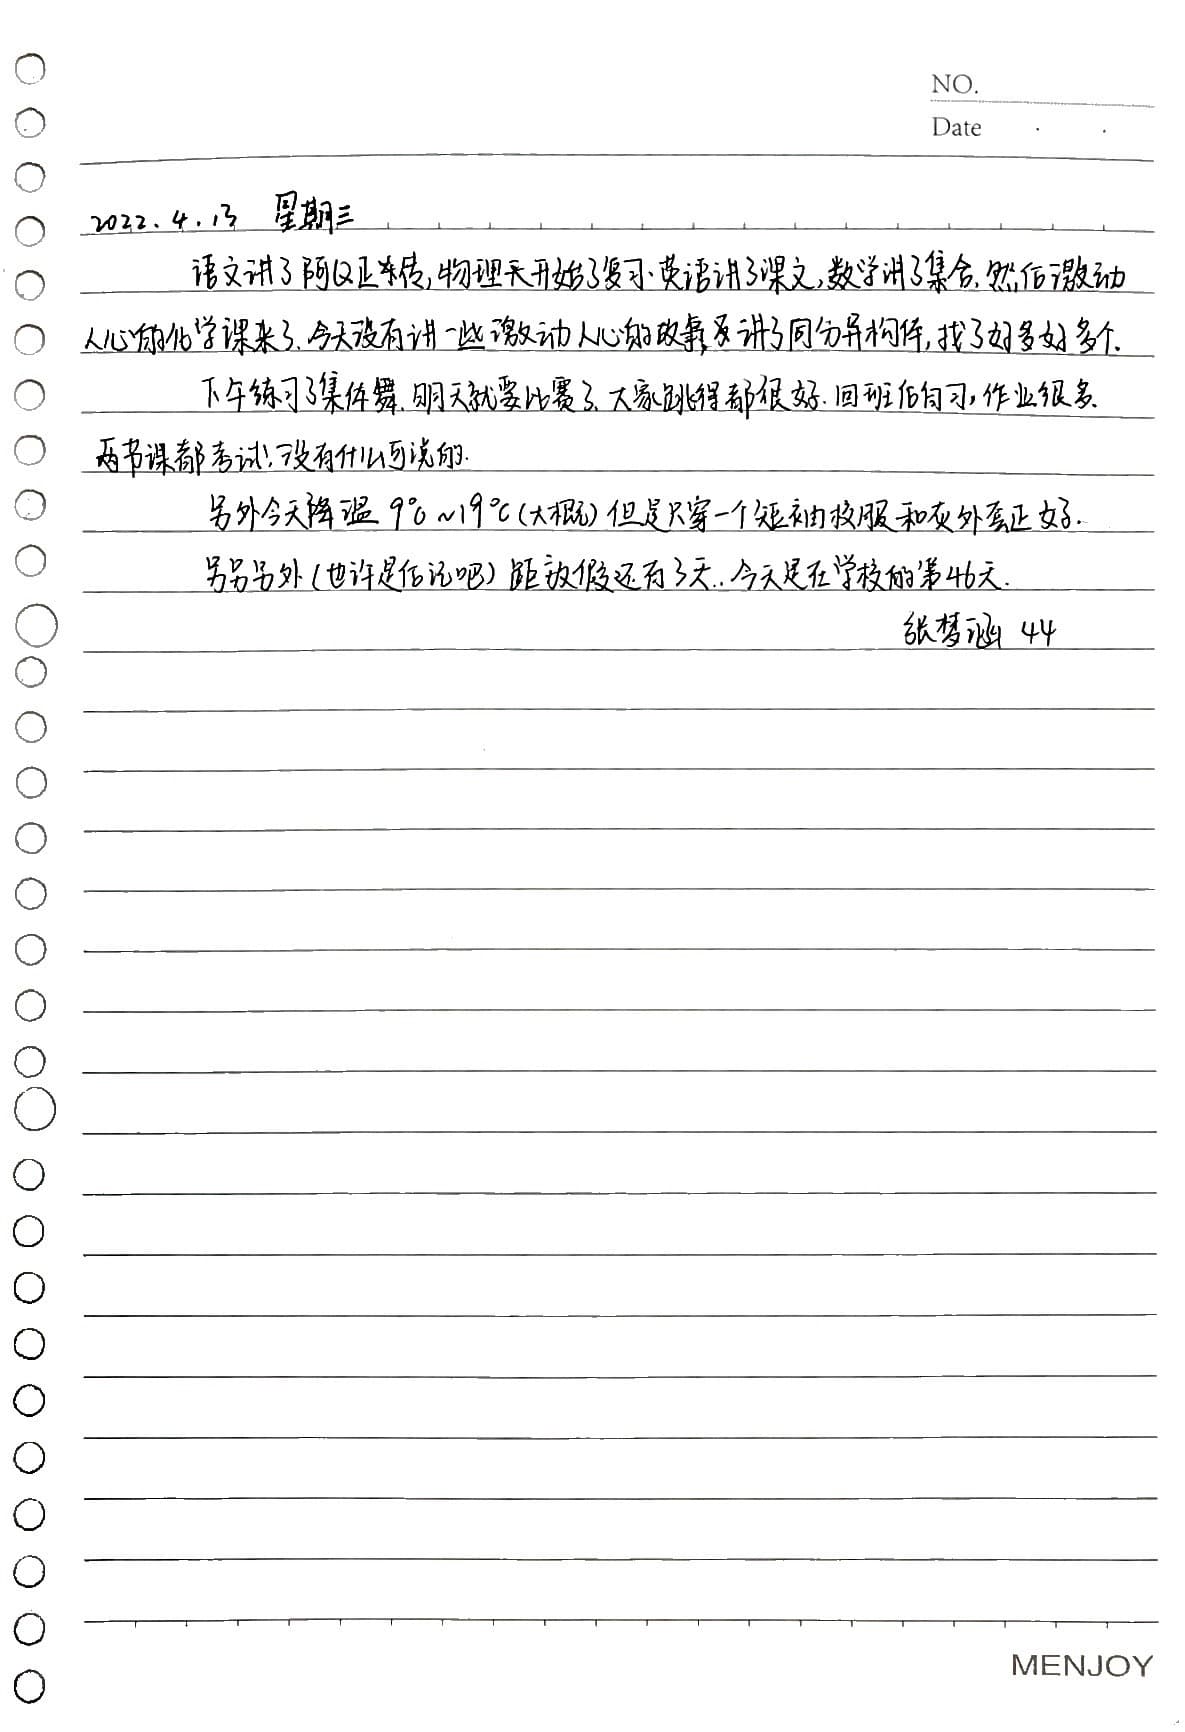 NO.
Date . .
2022.4.13 星期三
语文讲了阿Q正传,物理天开始了复习.英语讲了课文,数学讲了集合.然后激动
人心的化学课来了.今天没有讲一些激动人心的故事,讲了同分异构体,找了好多好多个.
下午练习了集体舞.明天就要比赛了.大家跳得都很好.回班后自习,作业很多.
两节课都考试!没有什么可说的.
另外今天降温 9℃~19℃(大概)但是只穿一个短袖校服和灰外套正好.
另另另外(也许是后记吧)距放假还有3天..今天是在学校的第46天.
张梦涵 44
MENJOY